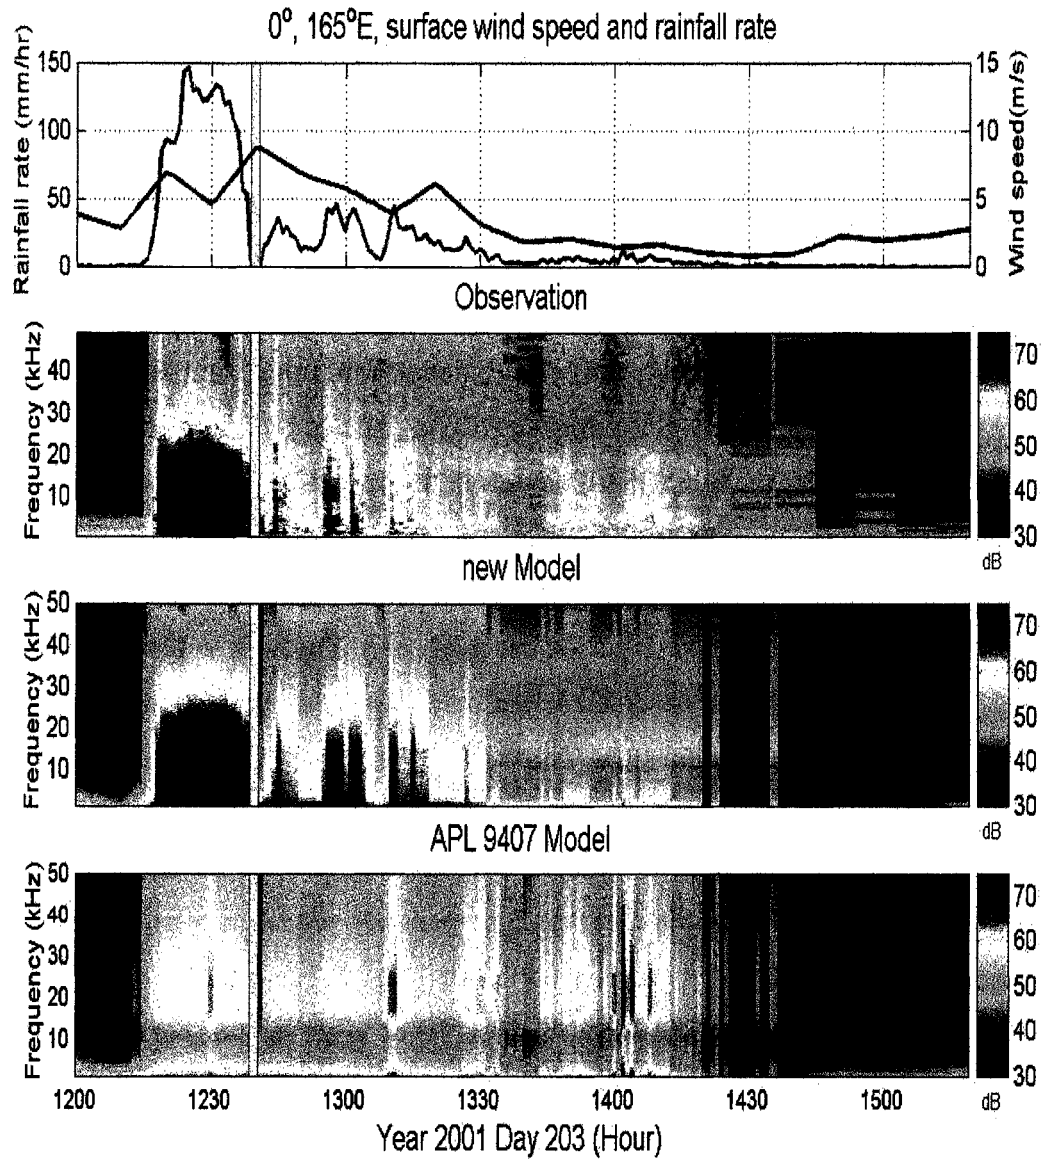 0°, 165°E, surface wind speed and rainfall rate
Rainfall rate (mm/hr)
150
100
50
0
15
10
5
0
Wind speed(m/s)
Observation
Frequency (kHz)
40
30
20
10
70
60
50
40
30
dB
new Model
Frequency (kHz)
50
40
30
20
10
70
60
50
40
30
dB
APL 9407 Model
Frequency (kHz)
50
40
30
20
10
70
60
50
40
30
dB
1200 1230 1300 1330 1400 1430 1500
Year 2001 Day 203 (Hour)